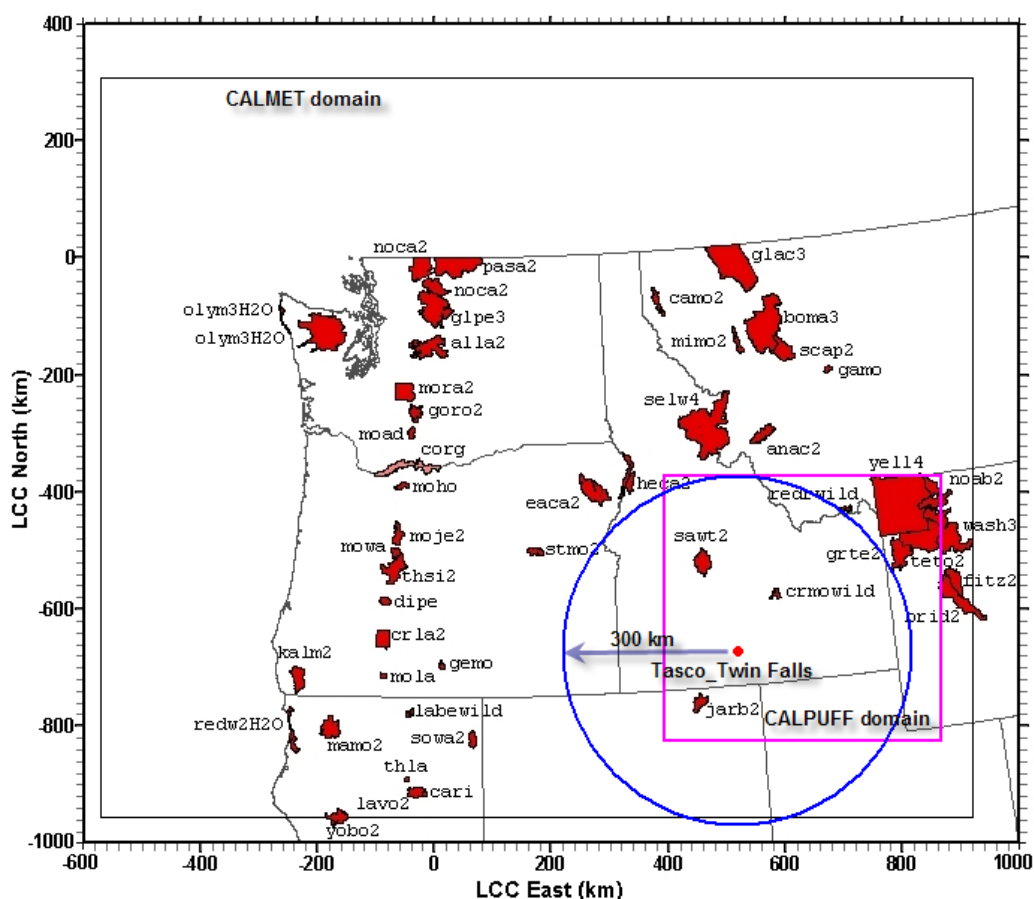 400
CALMET domain
200
noca2
0
glac3
pasa2
noca2
camo2
olym3H2O
glpe3
boma3
olym3H2O
alla2
mimo2
scap2
gamo
-200
mora2
selw4
goro2
moad
corg
anac2
yell4
moho
heca2
redrwild
noab2
-400
eaca2
wash3
moje2
sawt2
mowa
stmo2
grte2
teto2
thsi2
fitz2
crmowild
dipe
brid2
-600
crla2
300 km
kalm2
gemo
Tasco_Twin Falls
mola
redw2H2O
labewild
jarb2
CALPUFF domain
-800
mamo2
sowa2
thla
cari
lavo2
yobo2
-1000
-600 -400 -200 0 200 400 600 800 1000
LCC East (km)
LCC North (km)